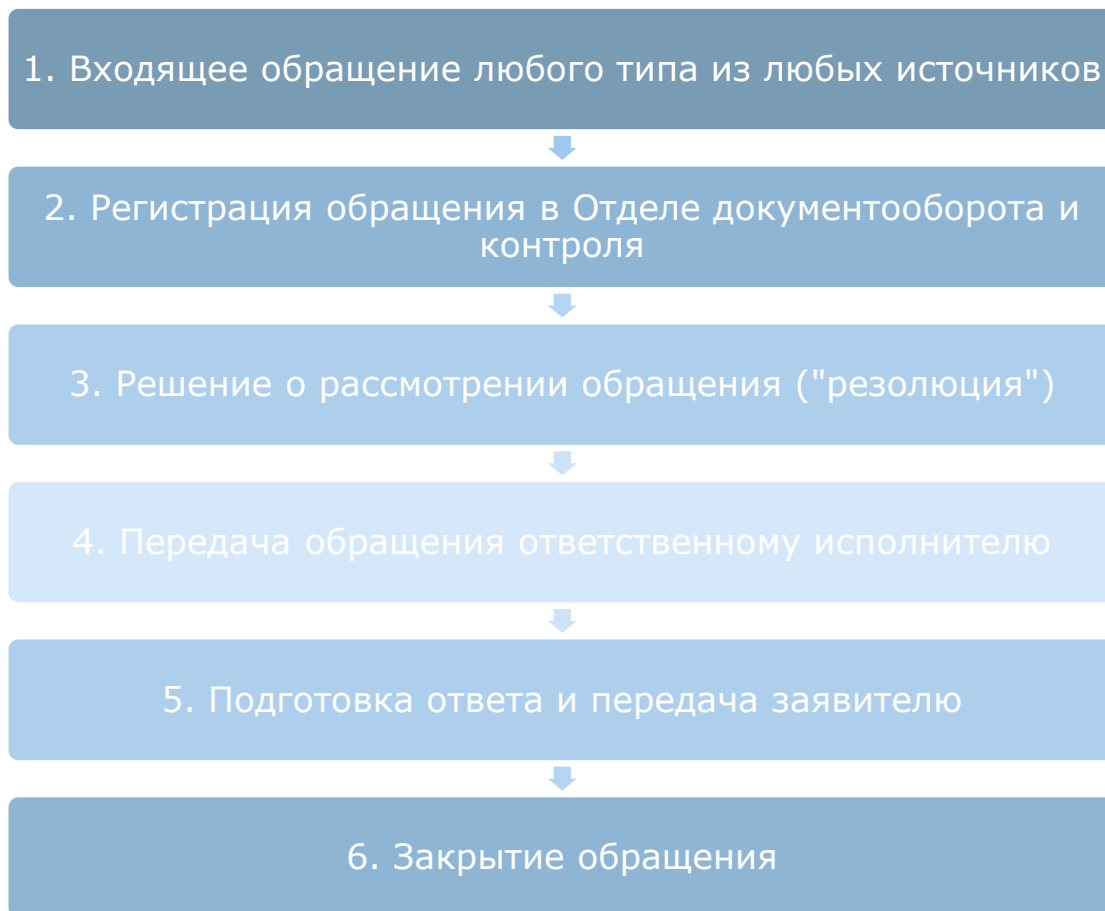 1. Входящее обращение любого типа из любых источников
2. Регистрация обращения в Отделе документооборота и
контроля
3. Решение о рассмотрении обращения ("резолюция")
4. Передача обращения ответственному исполнителю
5. Подготовка ответа и передача заявителю
6. Закрытие обращения